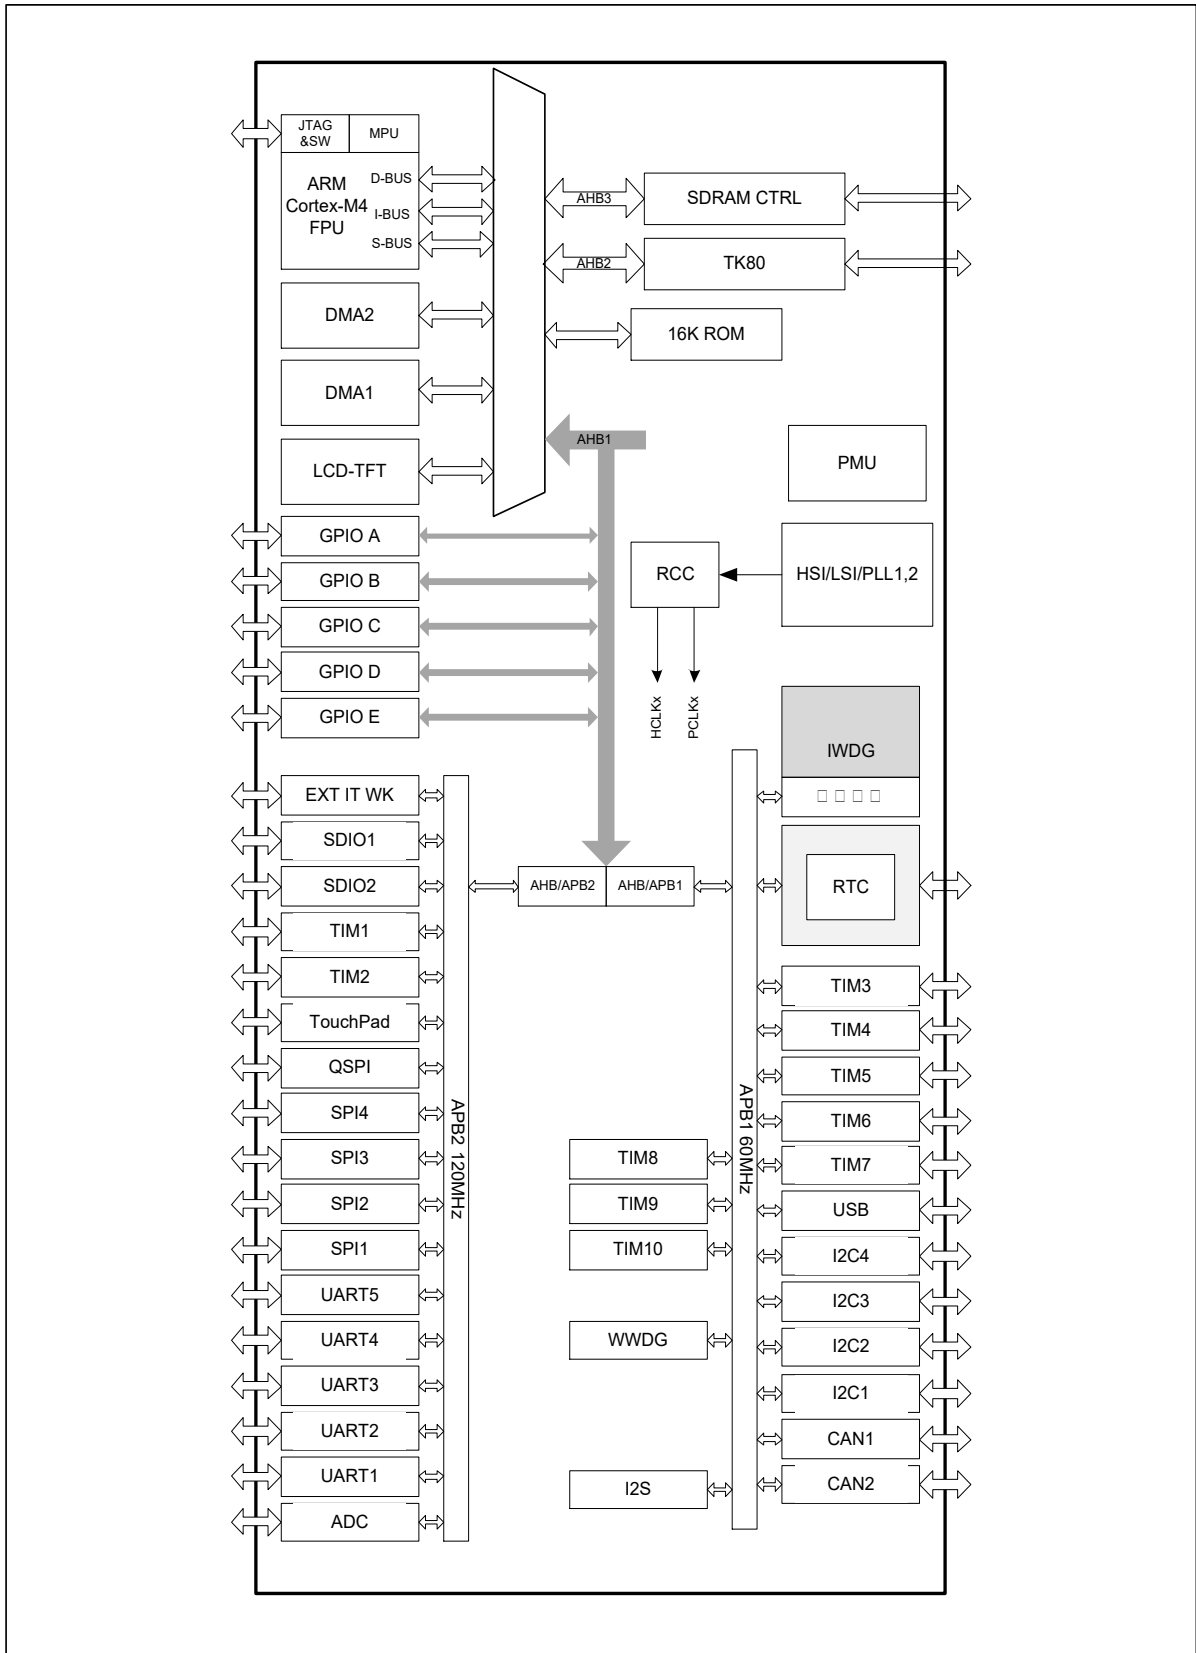 JTAG
&SW
MPU
ARM
Cortex-M4
FPU
D-BUS
I-BUS
S-BUS
DMA2
DMA1
LCD-TFT
AHB3
SDRAM CTRL
AHB2
TK80
16K ROM
AHB1
PMU
GPIO A
GPIO B
GPIO C
GPIO D
GPIO E
RCC
HSI/LSI/PLL1,2
HCLKx
PCLKx
IWDG
RTC
EXT IT WK
SDIO1
SDIO2
TIM1
TIM2
TouchPad
QSPI
SPI4
SPI3
SPI2
SPI1
UART5
UART4
UART3
UART2
UART1
ADC
APB2 120MHz
AHB/APB2
AHB/APB1
TIM8
TIM9
TIM10
WWDG
I2S
APB1 60MHz
TIM3
TIM4
TIM5
TIM6
TIM7
USB
I2C4
I2C3
I2C2
I2C1
CAN1
CAN2